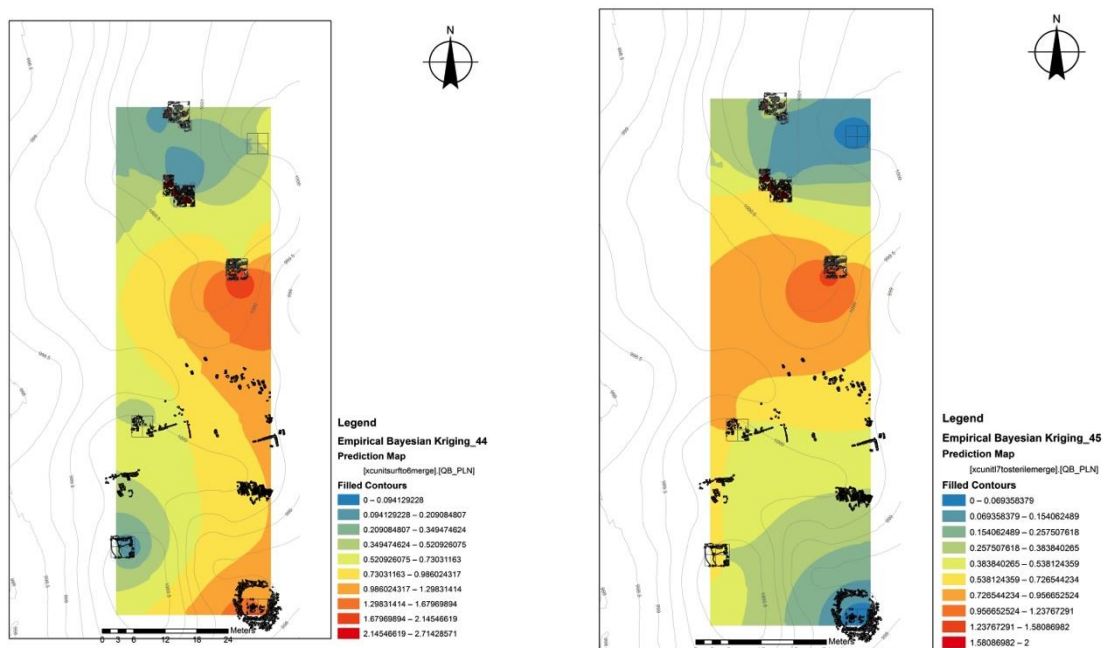 N
Legend
Empirical Bayesian Kriging_44
Prediction Map
[xcunitsurfto6merge].[QB_PLN]
Filled Contours
0 – 0.094129228
0.094129228 – 0.209084807
0.209084807 – 0.349474624
0.349474624 – 0.520926075
0.520926075 – 0.73031163
0.73031163 – 0.986024317
0.986024317 – 1.29831414
1.29831414 – 1.67969894
1.67969894 – 2.14546619
2.14546619 – 2.71428571
Meters
0 3 6 12 18 24
N
Legend
Empirical Bayesian Kriging_45
Prediction Map
[xcunitl7tosterilemerge].[QB_PLN]
Filled Contours
0 – 0.069358379
0.069358379 – 0.154062489
0.154062489 – 0.257507618
0.257507618 – 0.383840265
0.383840265 – 0.538124359
0.538124359 – 0.726544234
0.726544234 – 0.956652524
0.956652524 – 1.23767291
1.23767291 – 1.58086982
1.58086982 – 2
Meters